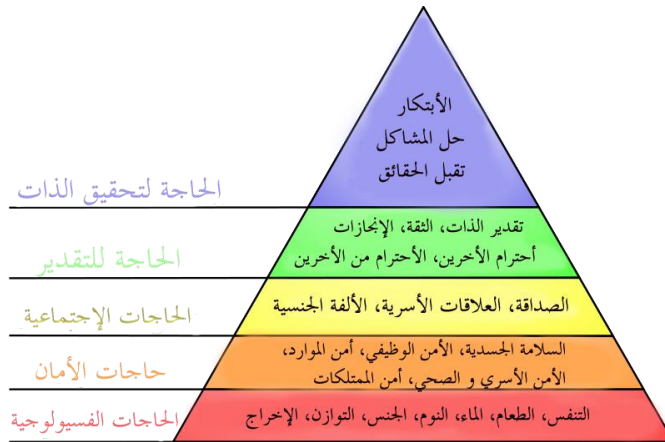 الأبتكار
حل المشاكل
تقبل الحقائق
الحاجة لتحقيق الذات
تقدير الذات، الثقة، الإنجازات
أحترام الأخرين، الأحترام من الأخرين
الحاجة للتقدير
الصداقة، العلاقات الأسرية، الألفة الجنسية
الحاجات الإجتماعية
السلامة الجسدية، الأمن الوظيفي، أمن الموارد،
الأمن الأسري و الصحي، أمن الممتلكات
حاجات الأمان
التنفس، الطعام، الماء، النوم، الجنس، التوازن، الإخراج
الحاجات الفسيولوجية